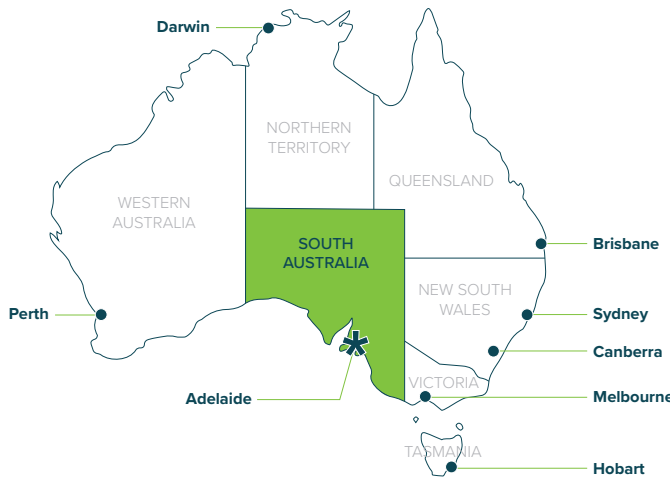 Darwin
NORTHERN
TERRITORY
QUEENSLAND
WESTERN
AUSTRALIA
SOUTH
AUSTRALIA
Brisbane
NEW SOUTH
WALES
Perth
Sydney
Canberra
VICTORIA
Adelaide
Melbourne
TASMANIA
Hobart